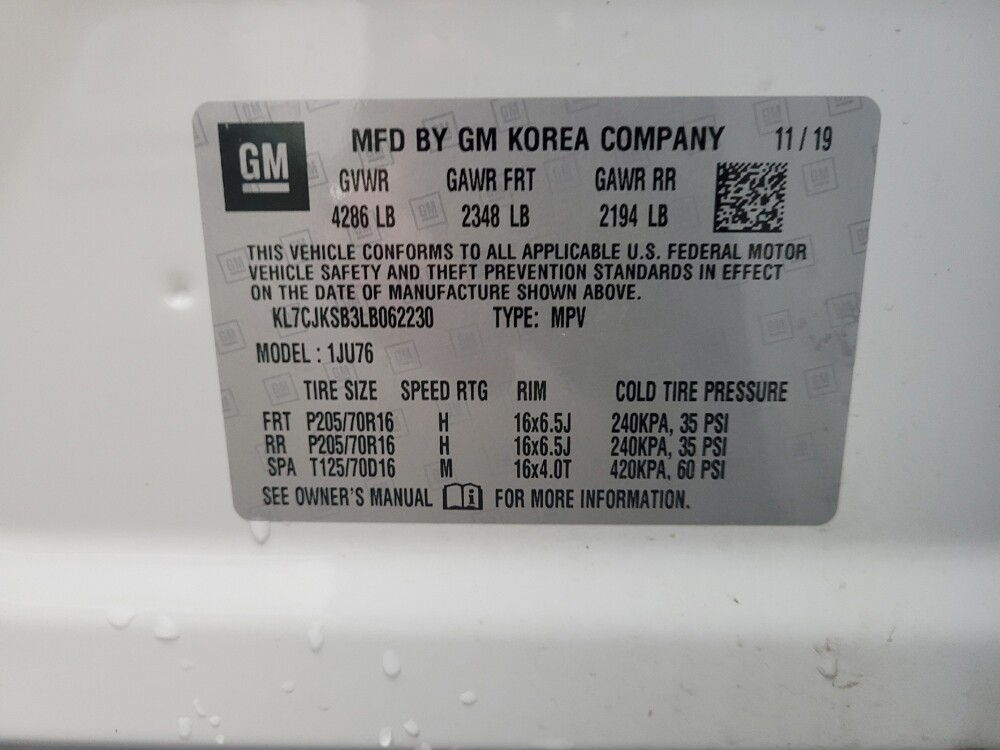 GM MFD BY GM KOREA COMPANY 11 / 19
GVWR GAWR FRT GAWR RR
4286 LB 2348 LB 2194 LB
THIS VEHICLE CONFORMS TO ALL APPLICABLE U.S. FEDERAL MOTOR
VEHICLE SAFETY AND THEFT PREVENTION STANDARDS IN EFFECT
ON THE DATE OF MANUFACTURE SHOWN ABOVE.
KL7CJKSB3LB062230 TYPE: MPV
MODEL : 1JU76
TIRE SIZE SPEED RTG RIM COLD TIRE PRESSURE
FRT P205/70R16 H 16x6.5J 240KPA, 35 PSI
RR P205/70R16 H 16x6.5J 240KPA, 35 PSI
SPA T125/70D16 M 16x4.0T 420KPA, 60 PSI
SEE OWNER'S MANUAL FOR MORE INFORMATION.